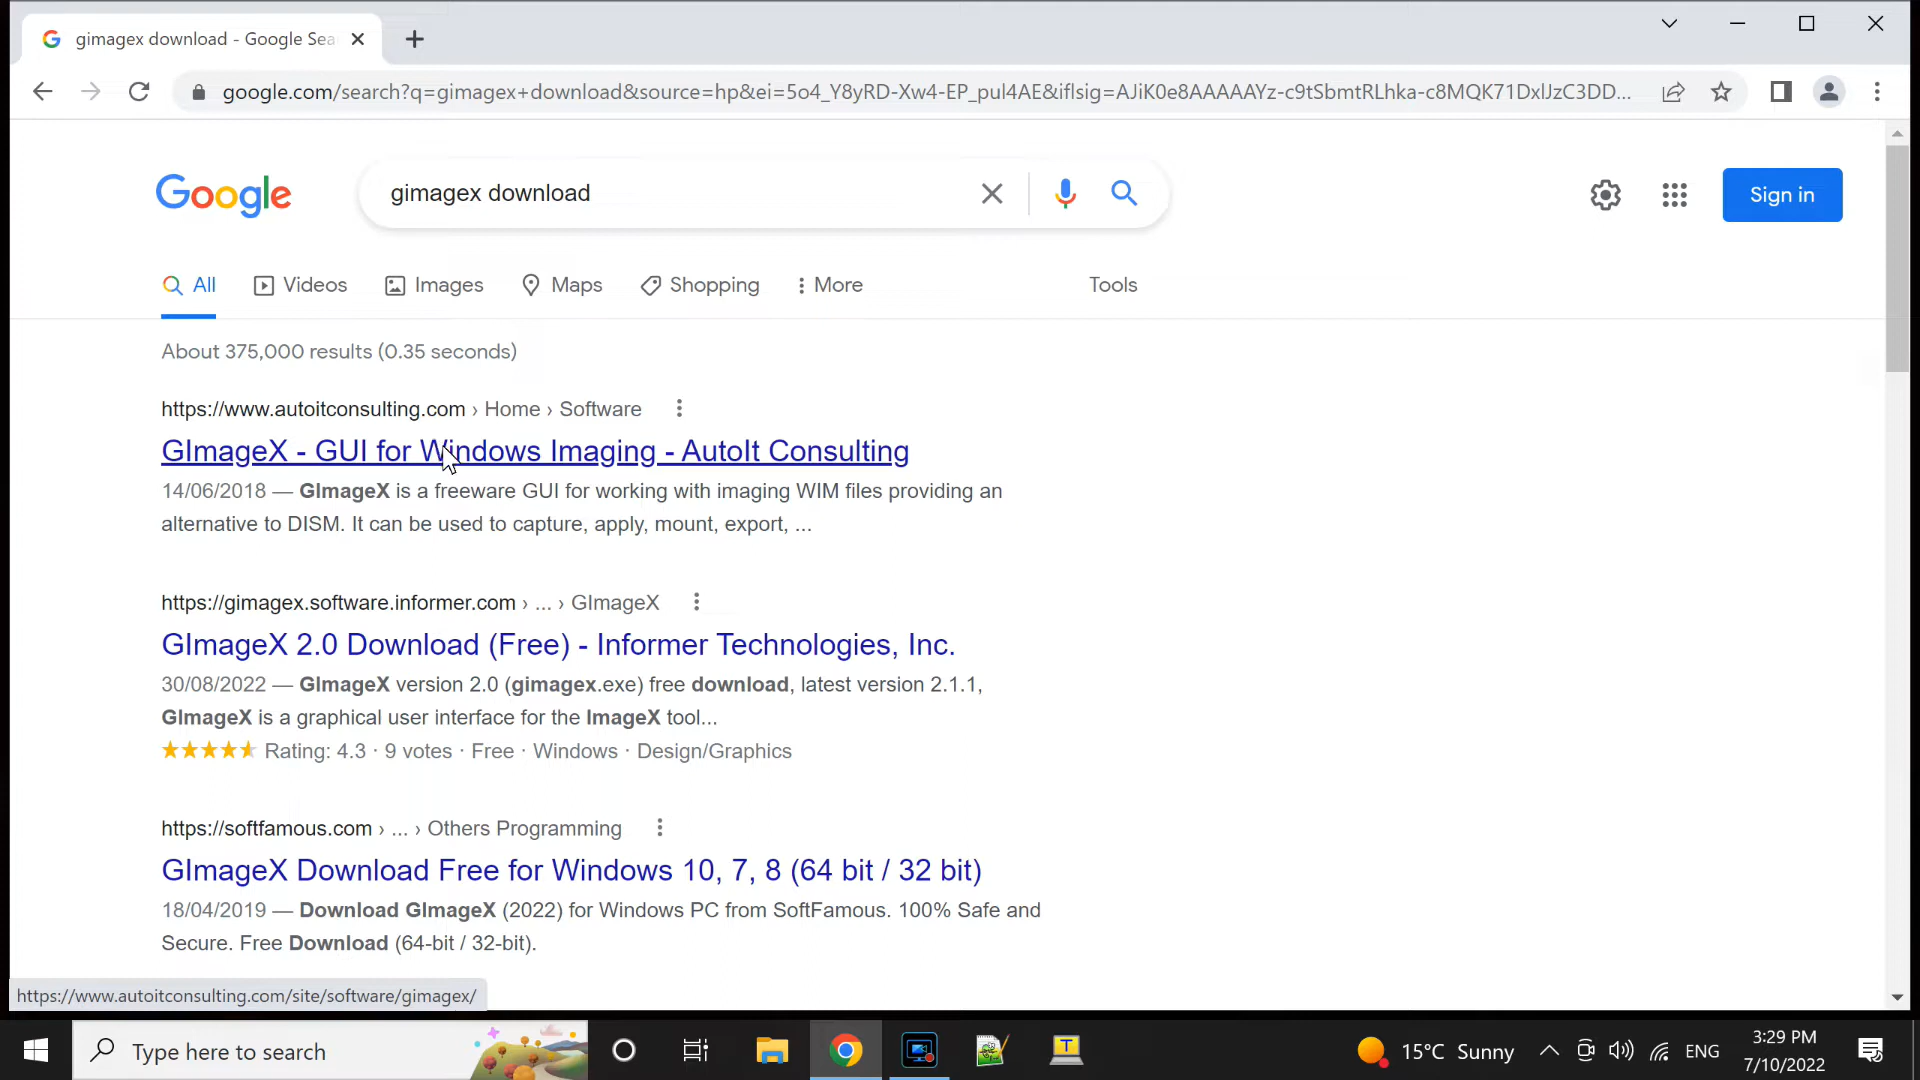 gimagex download - Google Sea
google.com/search?q=gimagex+download&source=hp&ei=5o4_Y8yRD-Xw4-EP_pul4AE&iflsig=AJiK0e8AAAAAYz-c9tSbmtRLhka-c8MQK71DxlJzC3DD...
Google
gimagex download
Sign in
All
Videos
Images
Maps
Shopping
More
Tools
About 375,000 results (0.35 seconds)
https://www.autoitconsulting.com › Home › Software
GImageX - GUI for Windows Imaging - AutoIt Consulting
14/06/2018 — GImageX is a freeware GUI for working with imaging WIM files providing an
alternative to DISM. It can be used to capture, apply, mount, export, ...
https://gimagex.software.informer.com › ... › GImageX
GImageX 2.0 Download (Free) - Informer Technologies, Inc.
30/08/2022 — GImageX version 2.0 (gimagex.exe) free download, latest version 2.1.1,
GImageX is a graphical user interface for the ImageX tool...
Rating: 4.3 · 9 votes · Free · Windows · Design/Graphics
https://softfamous.com › ... › Others Programming
GImageX Download Free for Windows 10, 7, 8 (64 bit / 32 bit)
18/04/2019 — Download GImageX (2022) for Windows PC from SoftFamous. 100% Safe and
Secure. Free Download (64-bit / 32-bit).
https://www.autoitconsulting.com/site/software/gimagex/
Type here to search
T
15°C Sunny
ENG
3:29 PM
7/10/2022